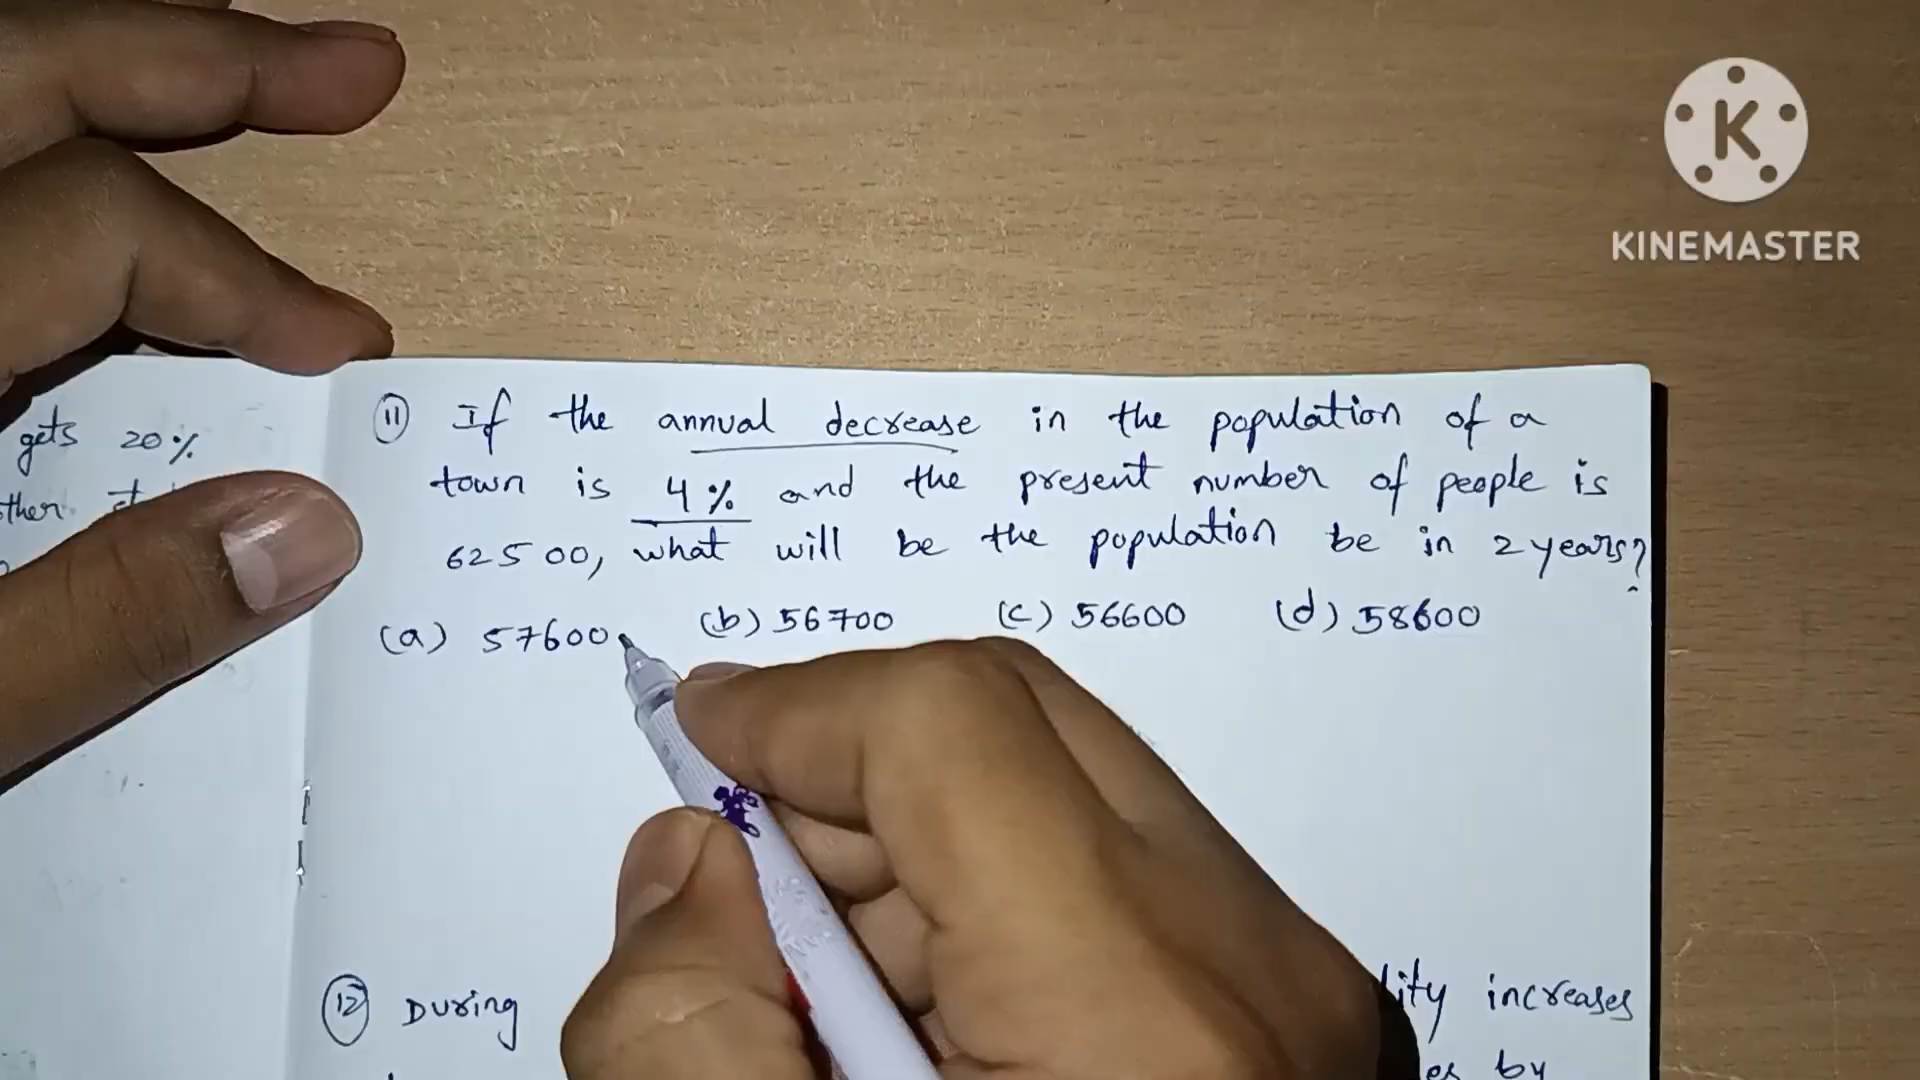 KINEMASTER
gets 20%
ther
11 If the annual decrease in the population of a
town is 4% and the present number of people is
62500, what will be the population be in 2 years?
(a) 57600 (b) 56700 (c) 56600 (d) 58600
12 During lity increases
es by